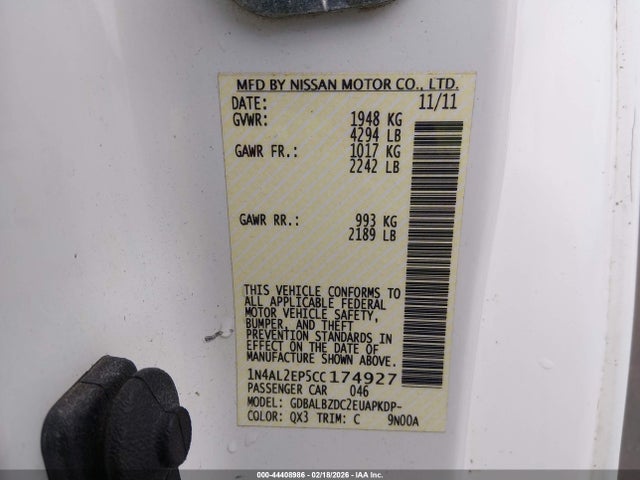 MFD BY NISSAN MOTOR CO., LTD.
DATE: 11/11
GVWR: 1948 KG
4294 LB
GAWR FR.: 1017 KG
2242 LB
GAWR RR.: 993 KG
2189 LB
THIS VEHICLE CONFORMS TO
ALL APPLICABLE FEDERAL
MOTOR VEHICLE SAFETY,
BUMPER, AND THEFT
PREVENTION STANDARDS IN
EFFECT ON THE DATE OF
MANUFACTURE SHOWN ABOVE.
1N4AL2EP5CC174927
PASSENGER CAR 046
MODEL: GDBALBZDC2EUAPKDP-
COLOR: QX3 TRIM: C 9N00A
000-44408986 - 02/18/2026 - IAA Inc.